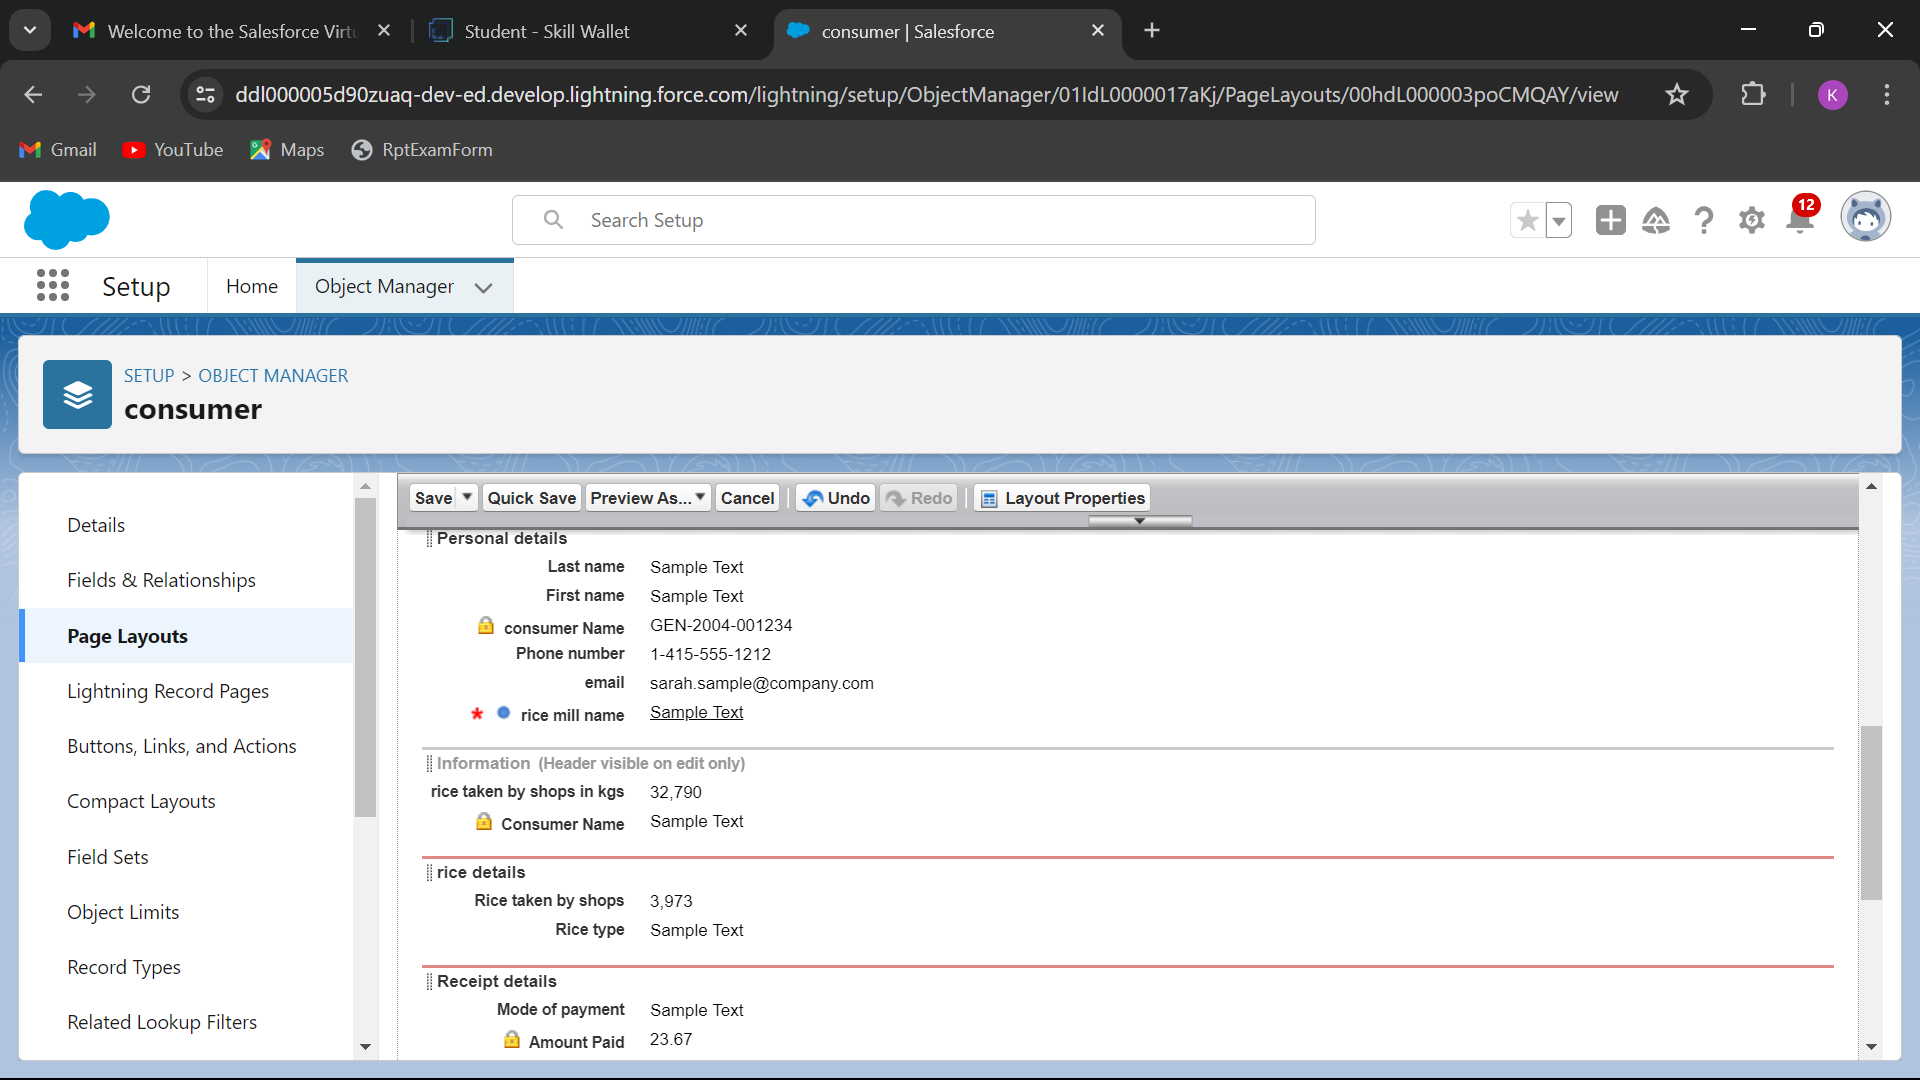 Welcome to the Salesforce Virtu
Student - Skill Wallet
consumer | Salesforce
ddl000005d90zuaq-dev-ed.develop.lightning.force.com/lightning/setup/ObjectManager/01IdL0000017aKj/PageLayouts/00hdL000003poCMQAY/view
K
Gmail
YouTube
Maps
RptExamForm
Search Setup
12
Setup
Home
Object Manager
SETUP > OBJECT MANAGER
consumer
Details
Fields & Relationships
Page Layouts
Lightning Record Pages
Buttons, Links, and Actions
Compact Layouts
Field Sets
Object Limits
Record Types
Related Lookup Filters
Save
Quick Save
Preview As...
Cancel
Undo
Redo
Layout Properties
Personal details
Last name Sample Text
First name Sample Text
consumer Name GEN-2004-001234
Phone number 1-415-555-1212
email sarah.sample@company.com
* rice mill name Sample Text
Information (Header visible on edit only)
rice taken by shops in kgs 32,790
Consumer Name Sample Text
rice details
Rice taken by shops 3,973
Rice type Sample Text
Receipt details
Mode of payment Sample Text
Amount Paid 23.67